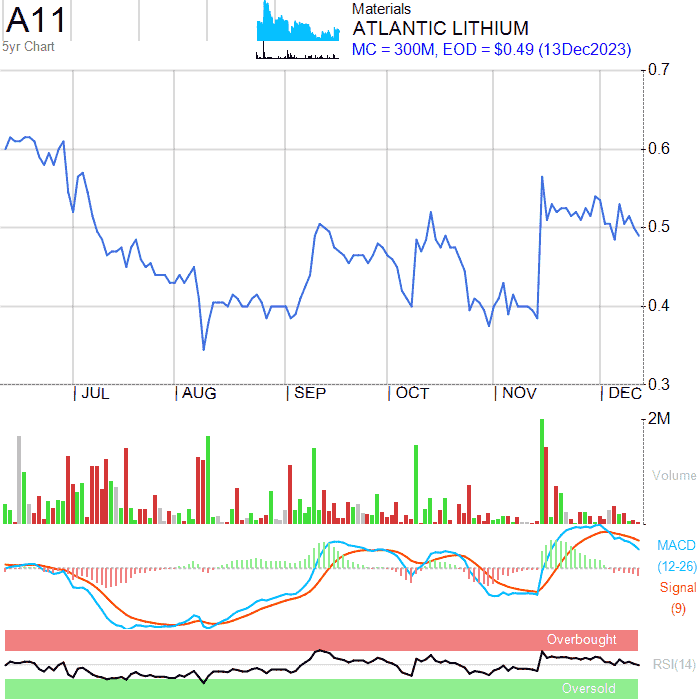 A11
5yr Chart
Materials
ATLANTIC LITHIUM
MC = 300M, EOD = $0.49 (13Dec2023)
0.7
0.6
0.5
0.4
0.3
JUL
AUG
SEP
OCT
NOV
DEC
2M
Volume
MACD
(12-26)
Signal
(9)
Overbought
RSI(14)
Oversold